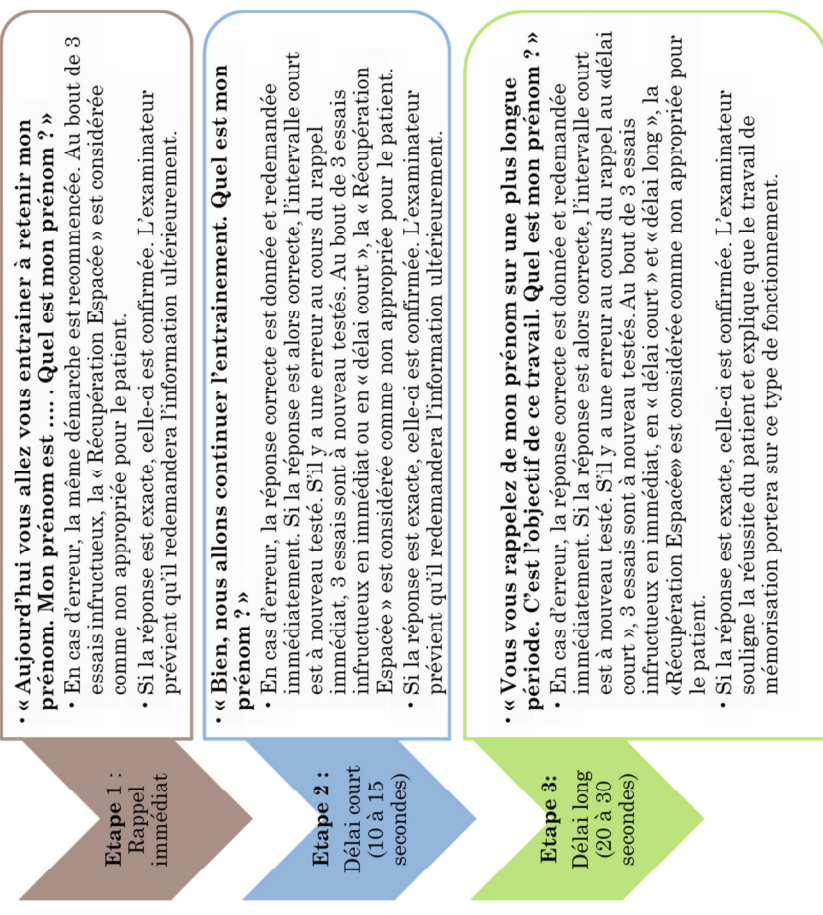 Etape 1 :
Rappel
immédiat
• « Aujourd'hui vous allez vous entrainer à retenir mon
prénom. Mon prénom est .... . Quel est mon prénom ? »
• En cas d'erreur, la même démarche est recommencée. Au bout de 3
essais infructueux, la « Récupération Espacée » est considérée
comme non appropriée pour le patient.
• Si la réponse est exacte, celle-ci est confirmée. L'examinateur
prévient qu'il redemandera l'information ultérieurement.
Etape 2 :
Délai court
(10 à 15
secondes)
• « Bien, nous allons continuer l'entrainement. Quel est mon
prénom ? »
• En cas d'erreur, la réponse correcte est donnée et redemandée
immédiatement. Si la réponse est alors correcte, l'intervalle court
est à nouveau testé. S'il y a une erreur au cours du rappel
immédiat, 3 essais sont à nouveau testés. Au bout de 3 essais
infructueux en immédiat ou en « délai court », la « Récupération
Espacée » est considérée comme non appropriée pour le patient.
• Si la réponse est exacte, celle-ci est confirmée. L'examinateur
prévient qu'il redemandera l'information ultérieurement.
Etape 3:
Délai long
(20 à 30
secondes)
• « Vous vous rappelez de mon prénom sur une plus longue
période. C'est l'objectif de ce travail. Quel est mon prénom ? »
• En cas d'erreur, la réponse correcte est donnée et redemandée
immédiatement. Si la réponse est alors correcte, l'intervalle court
est à nouveau testé. S'il y a une erreur au cours du rappel au «délai
court », 3 essais sont à nouveau testés. Au bout de 3 essais
infructueux en immédiat, en « délai court » et « délai long », la
«Récupération Espacée» est considérée comme non appropriée pour
le patient.
• Si la réponse est exacte, celle-ci est confirmée. L'examinateur
souligne la réussite du patient et explique que le travail de
mémorisation portera sur ce type de fonctionnement.